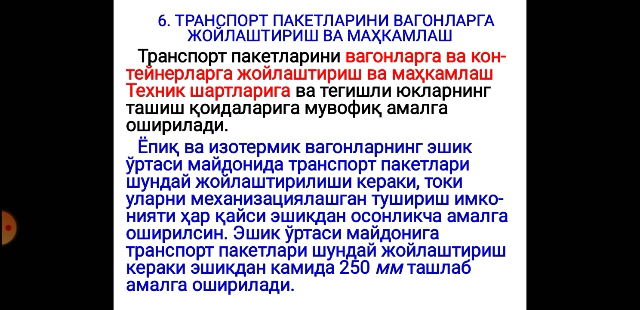 6. ТРАНСПОРТ ПАКЕТЛАРИНИ ВАГОНЛАРГА
ЖОЙЛАШТИРИШ ВА МАҲКАМЛАШ
Транспорт пакетларини вагонларга ва кон-
тейнерларга жойлаштириш ва маҳкамлаш
Техник шартларига ва тегишли юкларнинг
ташиш қоидаларига мувофиқ амалга
оширилади.
Ёпиқ ва изотермик вагонларнинг эшик
ўртаси майдонида транспорт пакетлари
шундай жойлаштирилиши кераки, токи
уларни механизациялашган тушириш имко-
нияти ҳар қайси эшикдан осонликча амалга
оширилсин. Эшик ўртаси майдонига
транспорт пакетлари шундай жойлаштириш
кераки эшикдан камида 250 мм ташлаб
амалга оширилади.